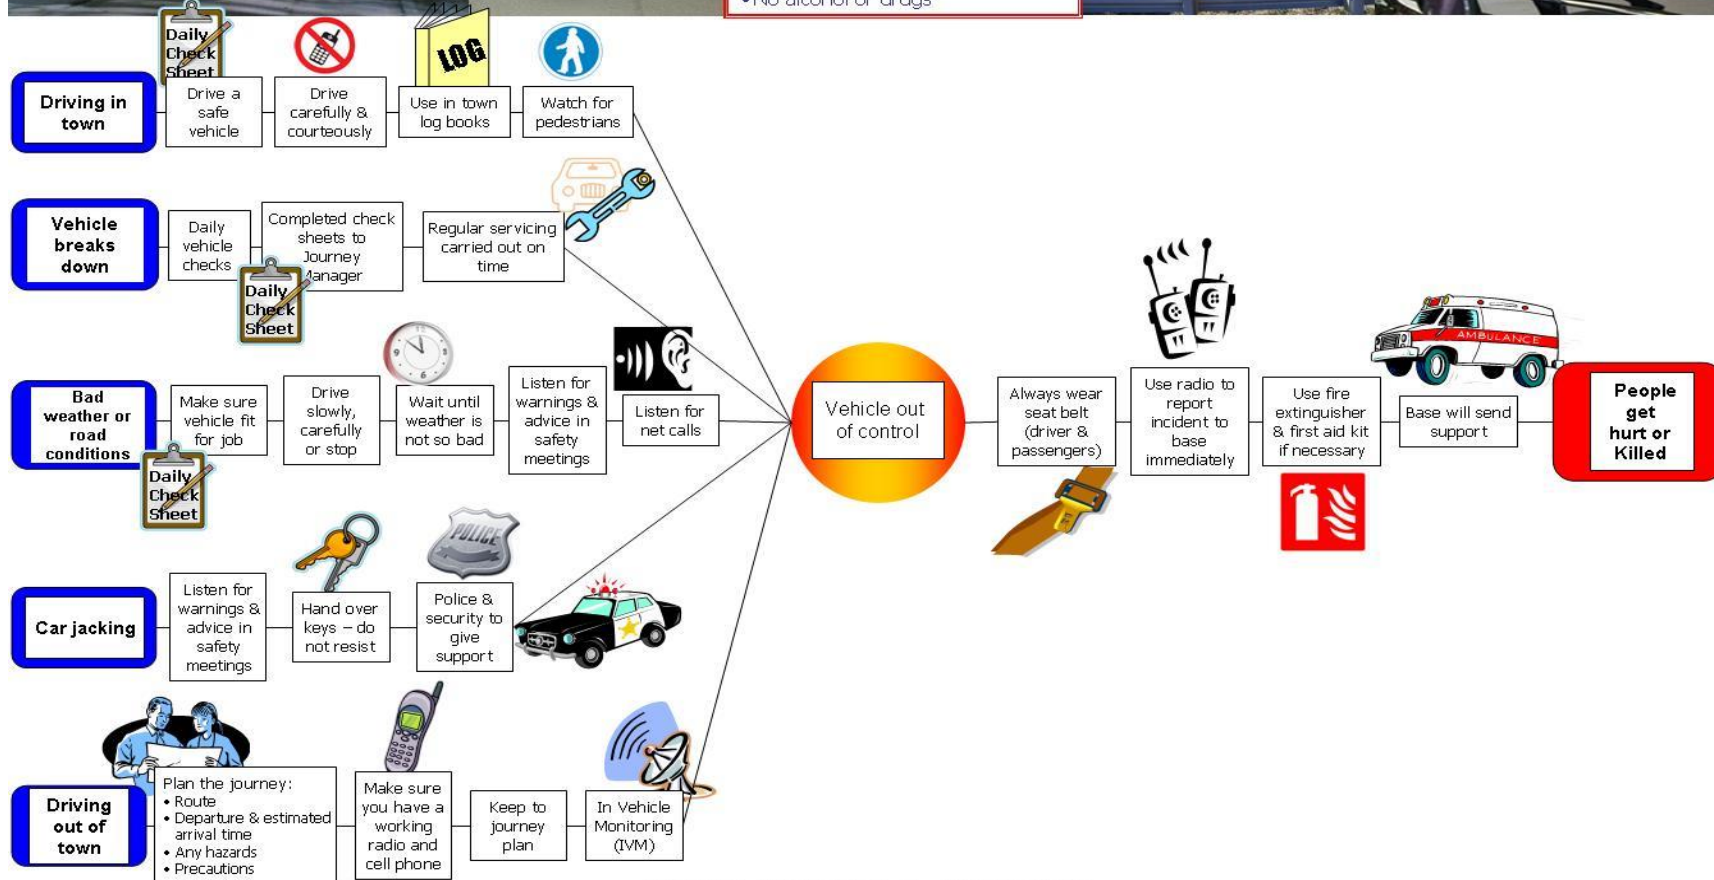 •No alcohol or drugs
Daily
Check
Sheet
LOG
Driving in
town
Drive a
safe
vehicle
Drive
carefully &
courteously
Use in town
log books
Watch for
pedestrians
Vehicle
breaks
down
Daily
vehicle
checks
Completed check
sheets to
Journey
Manager
Regular servicing
carried out on
time
Daily
Check
Sheet
Bad
weather or
road
conditions
Make sure
vehicle fit
for job
Drive
slowly,
carefully
or stop
Wait until
weather is
not so bad
Listen for
warnings &
advice in
safety
meetings
Listen for
net calls
Daily
Check
Sheet
Vehicle out
of control
Always wear
seat belt
(driver &
passengers)
Use radio to
report
incident to
base
immediately
Use fire
extinguisher
& first aid kit
if necessary
AMBULANCE
Base will send
support
People
get
hurt or
Killed
Car jacking
Listen for
warnings &
advice in
safety
meetings
Hand over
keys – do
not resist
POLICE
Police &
security to
give
support
Driving
out of
town
Plan the journey:
• Route
• Departure & estimated
arrival time
• Any hazards
• Precautions
Make sure
you have a
working
radio and
cell phone
Keep to
journey
plan
In Vehicle
Monitoring
(IVM)